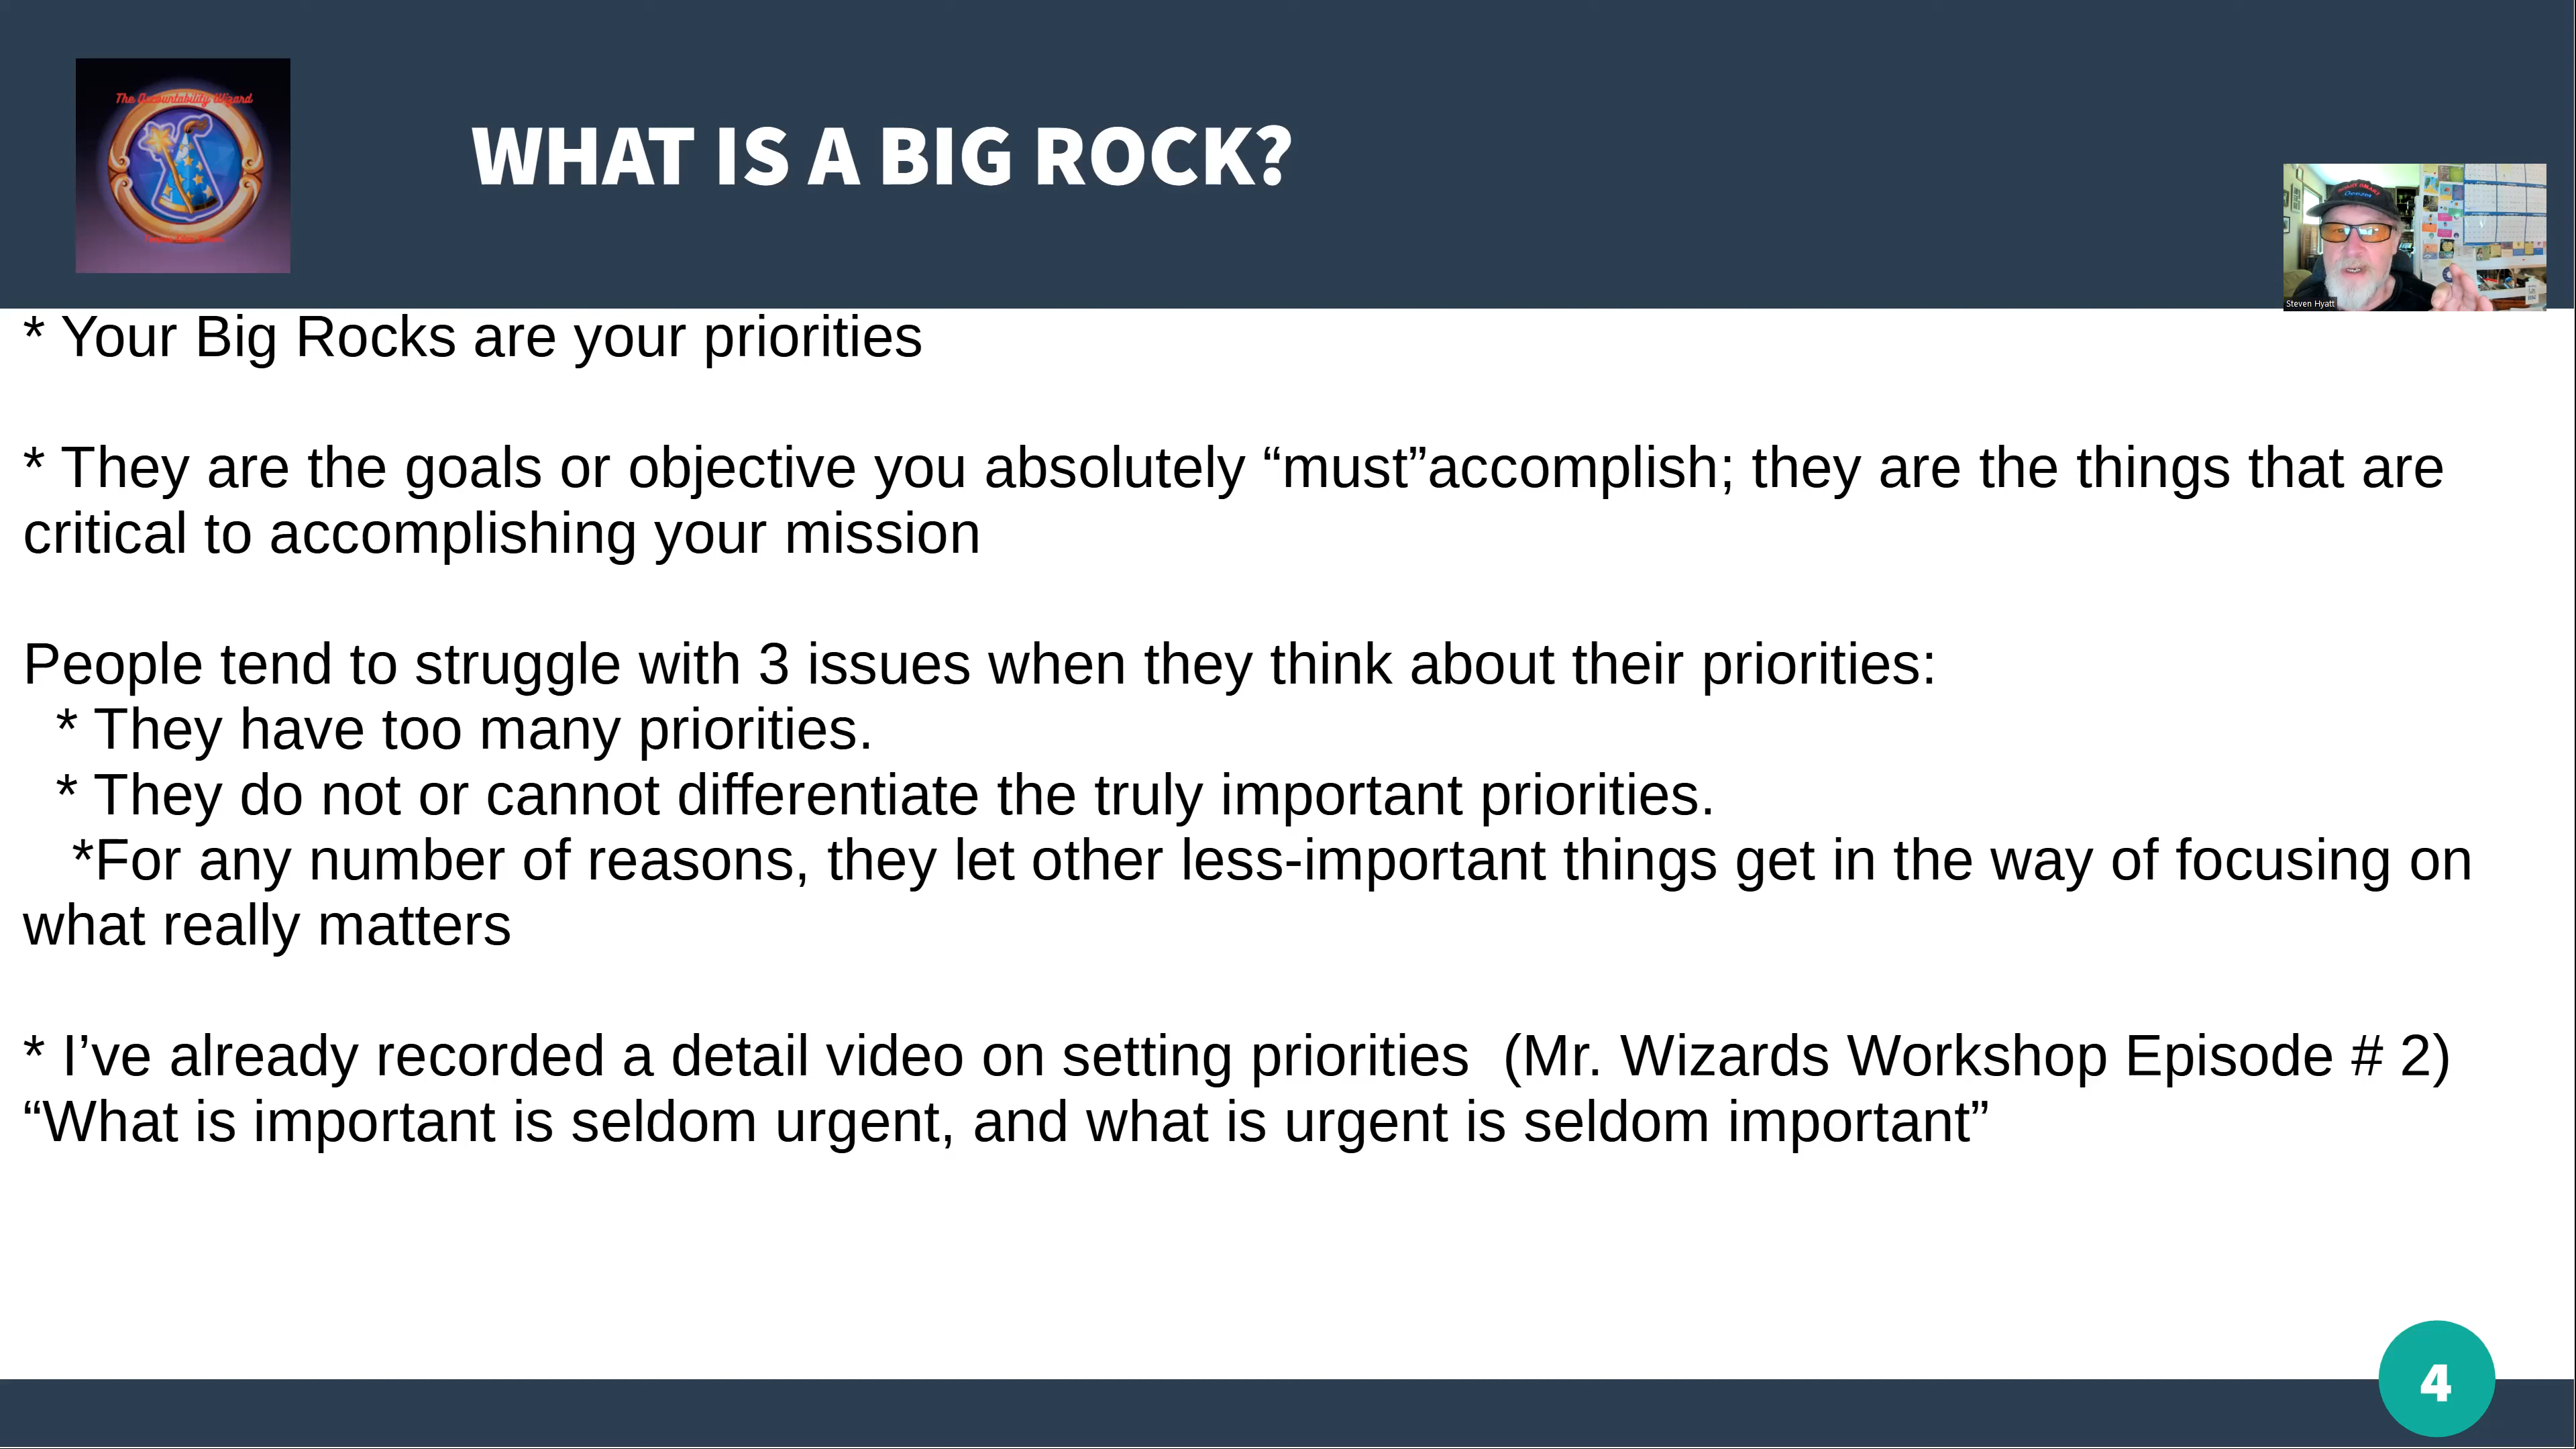 The Accountability Wizard
WHAT IS A BIG ROCK?
Steven Hyatt
* Your Big Rocks are your priorities
* They are the goals or objective you absolutely “must”accomplish; they are the things that are
critical to accomplishing your mission
People tend to struggle with 3 issues when they think about their priorities:
* They have too many priorities.
* They do not or cannot differentiate the truly important priorities.
*For any number of reasons, they let other less-important things get in the way of focusing on
what really matters
* I’ve already recorded a detail video on setting priorities  (Mr. Wizards Workshop Episode # 2)
“What is important is seldom urgent, and what is urgent is seldom important”
4